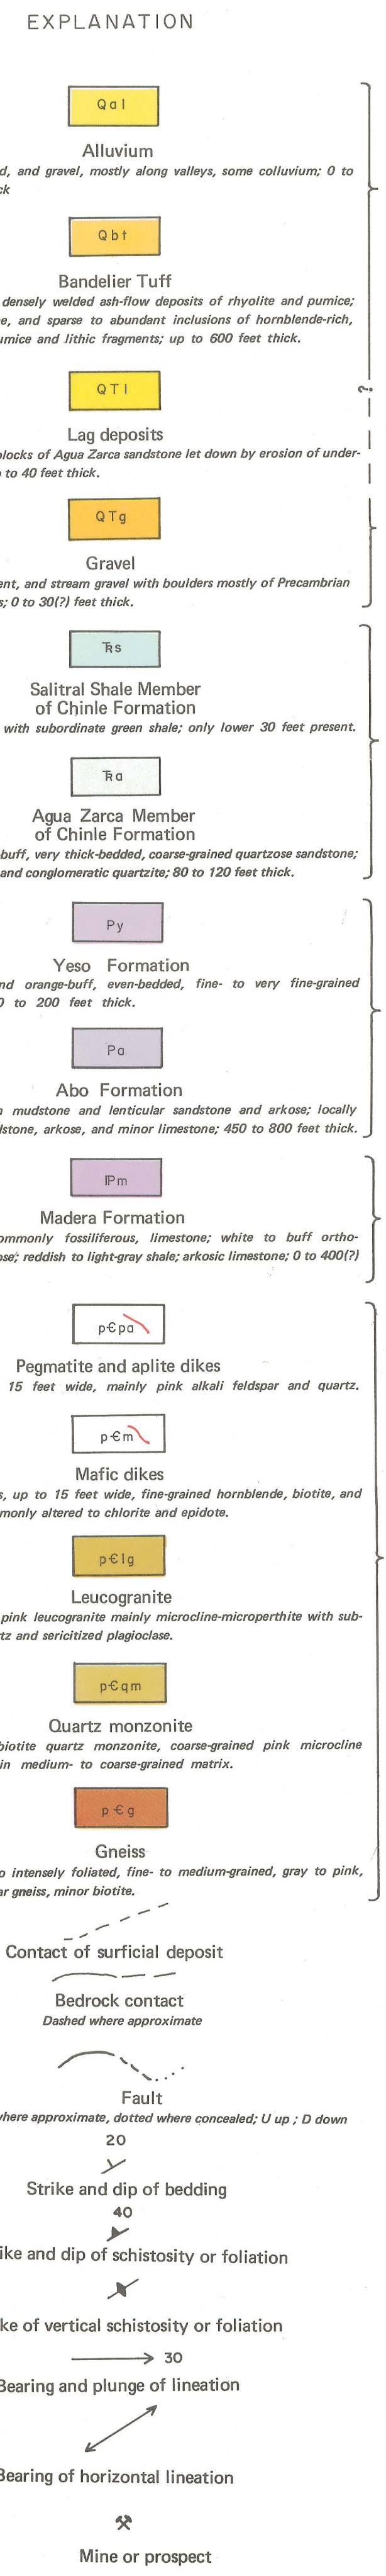 EXPLANATION
Qal
Alluvium
and gravel, mostly along valleys, some colluvium; 0 to
Qbt
Bandelier Tuff
densely welded ash-flow deposits of rhyolite and pumice;
and sparse to abundant inclusions of hornblende-rich,
and lithic fragments; up to 600 feet thick.
?
QTl
Lag deposits
blocks of Agua Zarca sandstone let down by erosion of under-
to 40 feet thick.
QTg
Gravel
and stream gravel with boulders mostly of Precambrian
0 to 30(?) feet thick.
T̅Rs
Salitral Shale Member
of Chinle Formation
with subordinate green shale; only lower 30 feet present.
T̅Ra
Agua Zarca Member
of Chinle Formation
buff, very thick-bedded, coarse-grained quartzose sandstone;
and conglomeratic quartzite; 80 to 120 feet thick.
Py
Yeso Formation
orange-buff, even-bedded, fine- to very fine-grained
to 200 feet thick.
Pa
Abo Formation
mudstone and lenticular sandstone and arkose; locally
arkose, and minor limestone; 450 to 800 feet thick.
ℙm
Madera Formation
fossiliferous, limestone; white to buff ortho-
reddish to light-gray shale; arkosic limestone; 0 to 400(?)
p€pa
Pegmatite and aplite dikes
15 feet wide, mainly pink alkali feldspar and quartz.
p€m
Mafic dikes
up to 15 feet wide, fine-grained hornblende, biotite, and
altered to chlorite and epidote.
p€lg
Leucogranite
pink leucogranite mainly microcline-microperthite with sub-
and sericitized plagioclase.
p€qm
Quartz monzonite
biotite quartz monzonite, coarse-grained pink microcline
in medium- to coarse-grained matrix.
p€g
Gneiss
intensely foliated, fine- to medium-grained, gray to pink,
gneiss, minor biotite.
Contact of surficial deposit
Bedrock contact
Dashed where approximate
Fault
where approximate, dotted where concealed; U up ; D down
20
Strike and dip of bedding
40
and dip of schistosity or foliation
of vertical schistosity or foliation
30
Bearing and plunge of lineation
Bearing of horizontal lineation
Mine or prospect